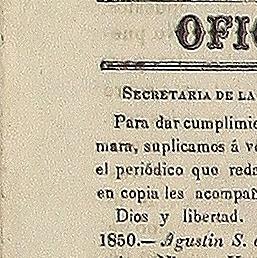 OFI
SECRETARIA DE LA
Para dar cumplimie
mara, suplicamos á v
el periódico que reda
en copia les acompañ
Dios y libertad.
1850.— Agustin S.